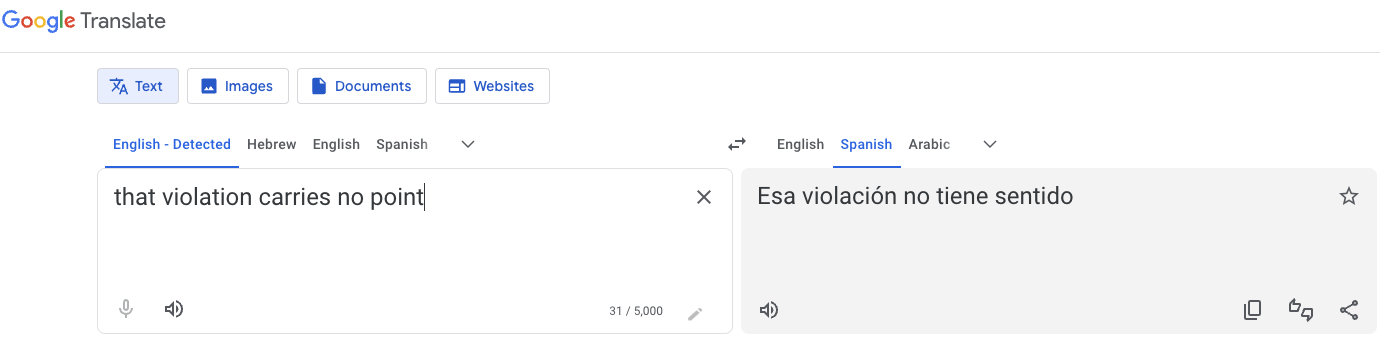 Google Translate
Text Images Documents Websites
English - Detected Hebrew English Spanish English Spanish Arabic
that violation carries no point
Esa violación no tiene sentido
31 / 5,000